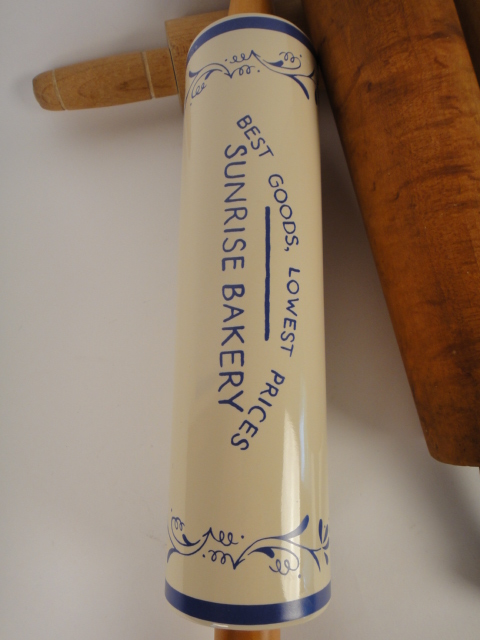 BEST GOODS, LOWEST PRICES
SUNRISE BAKERY